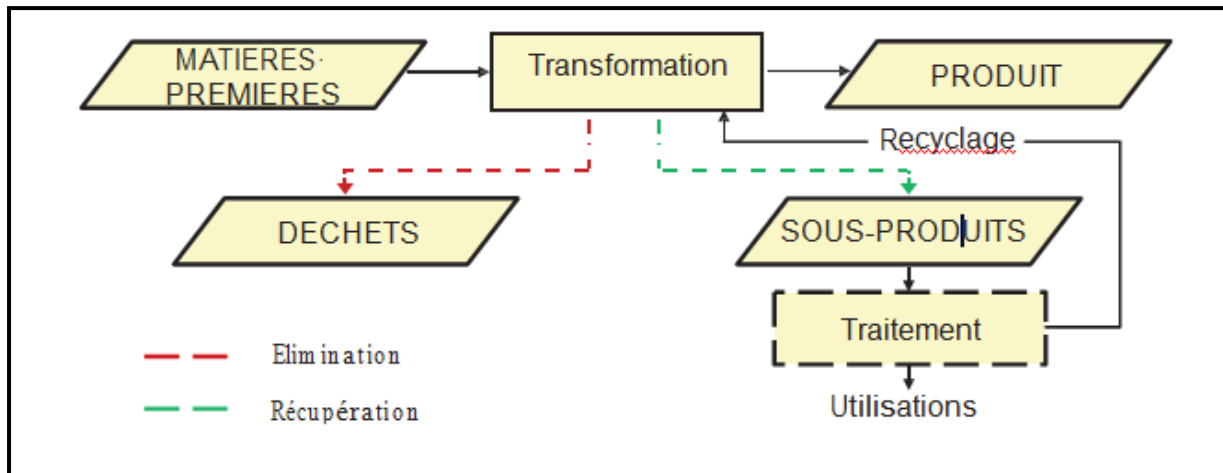 MATIERES-
PREMIERES
Transformation
PRODUIT
Recyclage
DECHETS
SOUS-PRODUITS
Traitement
Elimination
Récupération
Utilisations